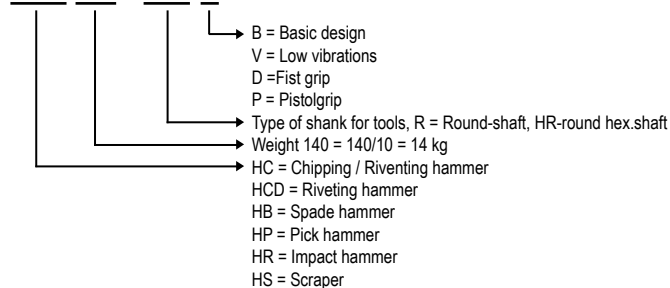 B = Basic design
V = Low vibrations
D =Fist grip
P = Pistolgrip
Type of shank for tools, R = Round-shaft, HR-round hex.shaft
Weight 140 = 140/10 = 14 kg
HC = Chipping / Riventing hammer
HCD = Riveting hammer
HB = Spade hammer
HP = Pick hammer
HR = Impact hammer
HS = Scraper